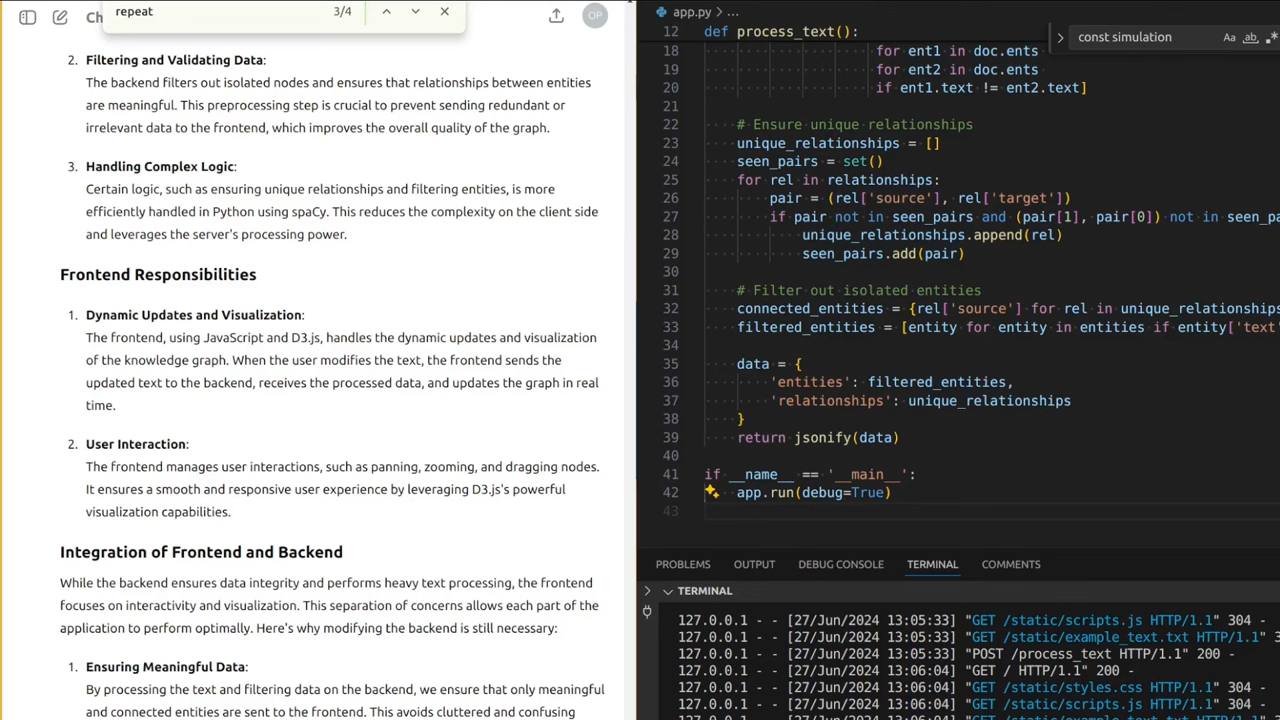 repeat 3/4
OP
2. Filtering and Validating Data:
The backend filters out isolated nodes and ensures that relationships between entities
are meaningful. This preprocessing step is crucial to prevent sending redundant or
irrelevant data to the frontend, which improves the overall quality of the graph.
3. Handling Complex Logic:
Certain logic, such as ensuring unique relationships and filtering entities, is more
efficiently handled in Python using spaCy. This reduces the complexity on the client side
and leverages the server's processing power.
Frontend Responsibilities
1. Dynamic Updates and Visualization:
The frontend, using JavaScript and D3.js, handles the dynamic updates and visualization
of the knowledge graph. When the user modifies the text, the frontend sends the
updated text to the backend, receives the processed data, and updates the graph in real
time.
2. User Interaction:
The frontend manages user interactions, such as panning, zooming, and dragging nodes.
It ensures a smooth and responsive user experience by leveraging D3.js's powerful
visualization capabilities.
Integration of Frontend and Backend
While the backend ensures data integrity and performs heavy text processing, the frontend
focuses on interactivity and visualization. This separation of concerns allows each part of the
application to perform optimally. Here's why modifying the backend is still necessary:
1. Ensuring Meaningful Data:
By processing the text and filtering data on the backend, we ensure that only meaningful
and connected entities are sent to the frontend. This avoids cluttered and confusing
app.py > ...
const simulation Aa ab .*
12 def process_text():
18 for ent1 in doc.ents
19 for ent2 in doc.ents
20 if ent1.text != ent2.text]
21
22 # Ensure unique relationships
23 unique_relationships = []
24 seen_pairs = set()
25 for rel in relationships:
26 pair = (rel['source'], rel['target'])
27 if pair not in seen_pairs and (pair[1], pair[0]) not in seen_pa
28 unique_relationships.append(rel)
29 seen_pairs.add(pair)
30
31 # Filter out isolated entities
32 connected_entities = {rel['source'] for rel in unique_relationships
33 filtered_entities = [entity for entity in entities if entity['text
34
35 data = {
36 'entities': filtered_entities,
37 'relationships': unique_relationships
38 }
39 return jsonify(data)
40
41 if __name__ == '__main__':
42 app.run(debug=True)
43
PROBLEMS OUTPUT DEBUG CONSOLE TERMINAL COMMENTS
TERMINAL
127.0.0.1 - - [27/Jun/2024 13:05:33] "GET /static/scripts.js HTTP/1.1" 304 -
127.0.0.1 - - [27/Jun/2024 13:05:33] "GET /static/example_text.txt HTTP/1.1" 3
127.0.0.1 - - [27/Jun/2024 13:05:33] "POST /process_text HTTP/1.1" 200 -
127.0.0.1 - - [27/Jun/2024 13:06:04] "GET / HTTP/1.1" 200 -
127.0.0.1 - - [27/Jun/2024 13:06:04] "GET /static/styles.css HTTP/1.1" 304 -
127.0.0.1 - - [27/Jun/2024 13:06:04] "GET /static/scripts.js HTTP/1.1" 304 -